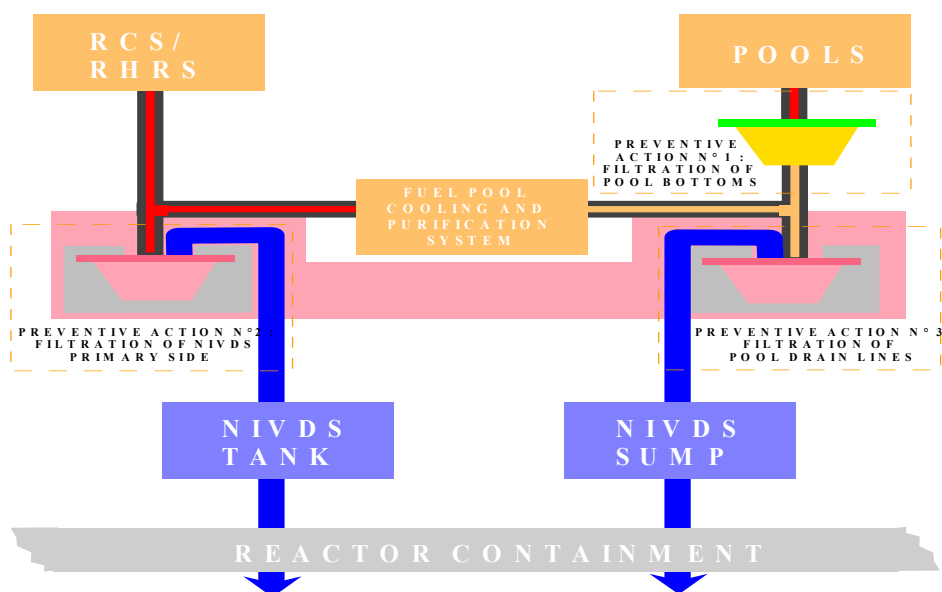 RCS/
RHRS
POOLS
PREVENTIVE
ACTION N°1 :
FILTRATION OF
POOL BOTTOMS
FUEL POOL
COOLING AND
PURIFICATION
SYSTEM
PREVENTIVE ACTION N°2 :
FILTRATION OF NIVDS
PRIMARY SIDE
PREVENTIVE ACTION N° 3
FILTRATION OF
POOL DRAIN LINES
NIVDS
TANK
NIVDS
SUMP
REACTOR CONTAINMENT